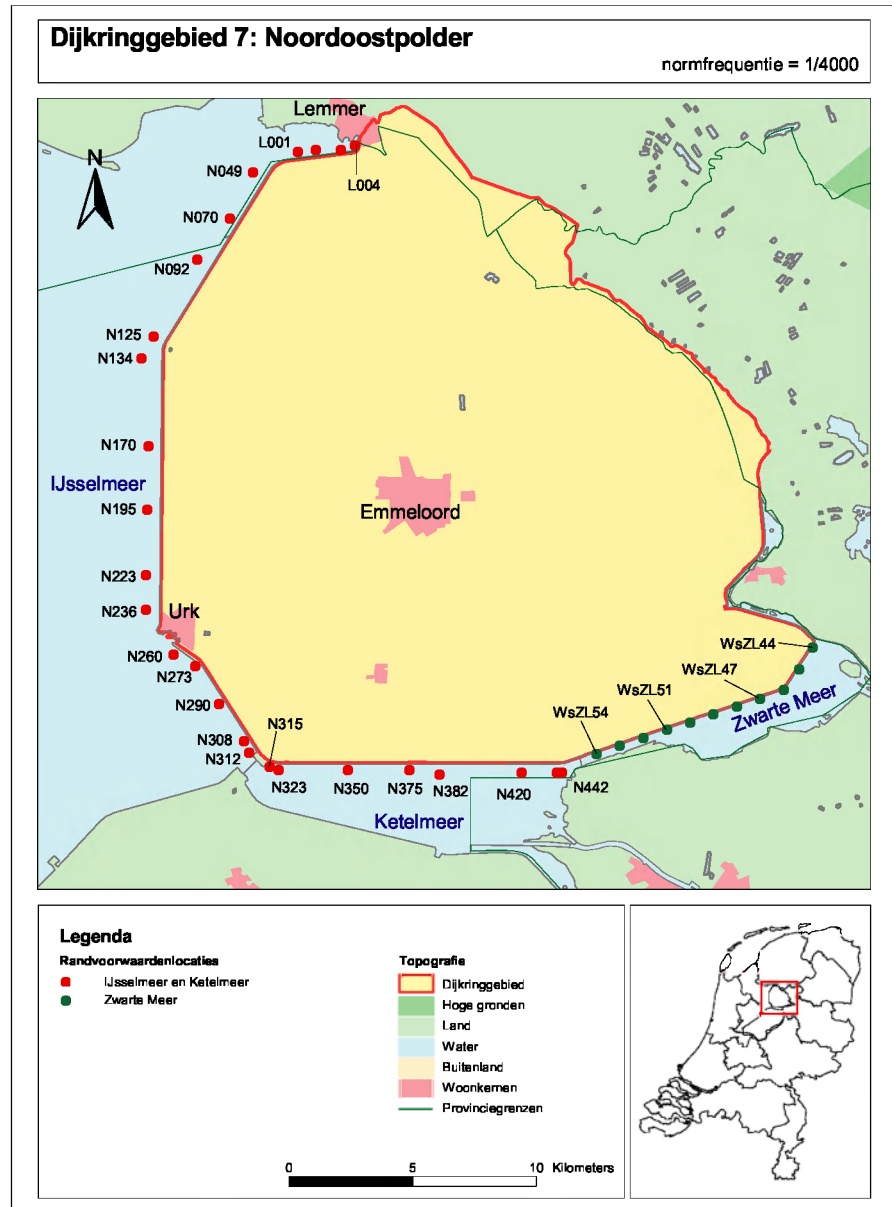 Dijkringgebied 7: Noordoostpolder
normfrequentie = 1/4000
Lemmer
L001
N
N049
L004
N070
N092
N125
N134
N170
IJsselmeer
N195
Emmeloord
N223
N236
Urk
WsZL44
N260
N273
WsZL47
WsZL51
N290
WsZL54
Zwarte Meer
N315
N308
N312
N323
N350
N375
N382
N420
N442
Ketelmeer
Legenda
Randvoorwaardenlocaties
IJsselmeer en Ketelmeer
Zwarte Meer
Topografie
Dijkringgebied
Hoge gronden
Land
Water
Buitenland
Woonkernen
Provinciegrenzen
0 5 10 Kilometers